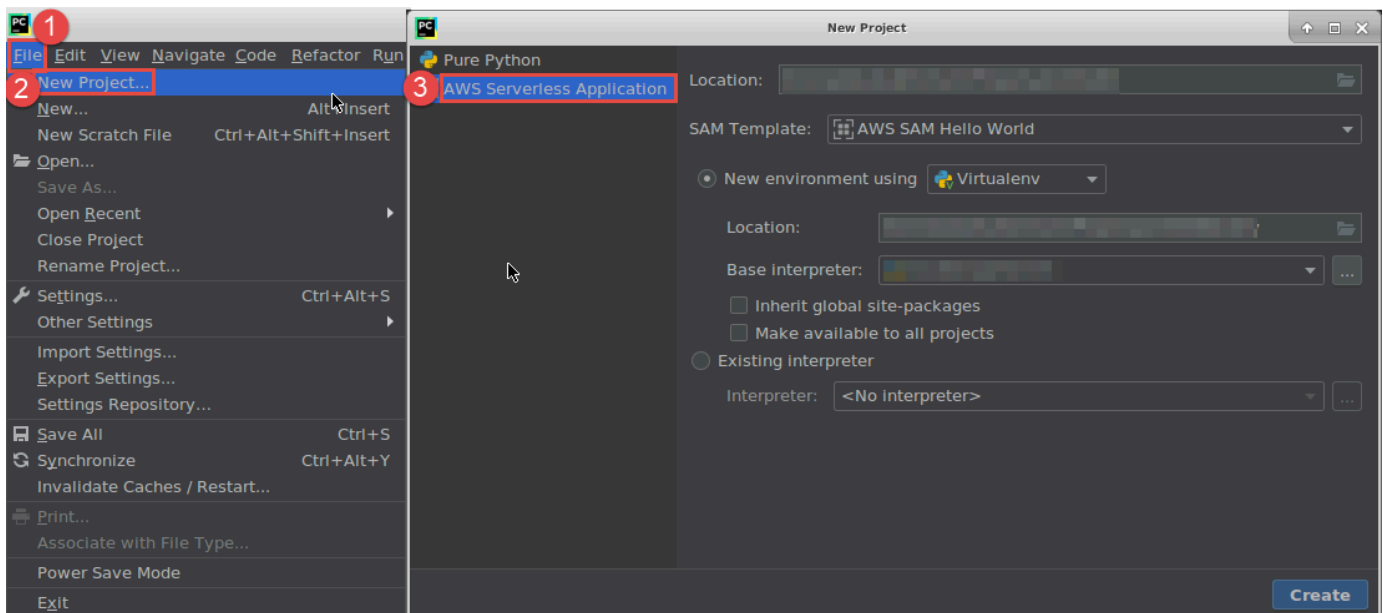 PC
1
File Edit View Navigate Code Refactor Run
2
New Project...
New... Alt+Insert
New Scratch File Ctrl+Alt+Shift+Insert
Open...
Save As...
Open Recent
Close Project
Rename Project...
Settings... Ctrl+Alt+S
Other Settings
Import Settings...
Export Settings...
Settings Repository...
Save All Ctrl+S
Synchronize Ctrl+Alt+Y
Invalidate Caches / Restart...
Print...
Associate with File Type...
Power Save Mode
Exit
PC
New Project
Pure Python
3
AWS Serverless Application
Location:
SAM Template: AWS SAM Hello World
New environment using Virtualenv
Location:
Base interpreter:
...
Inherit global site-packages
Make available to all projects
Existing interpreter
Interpreter: <No interpreter>
...
Create